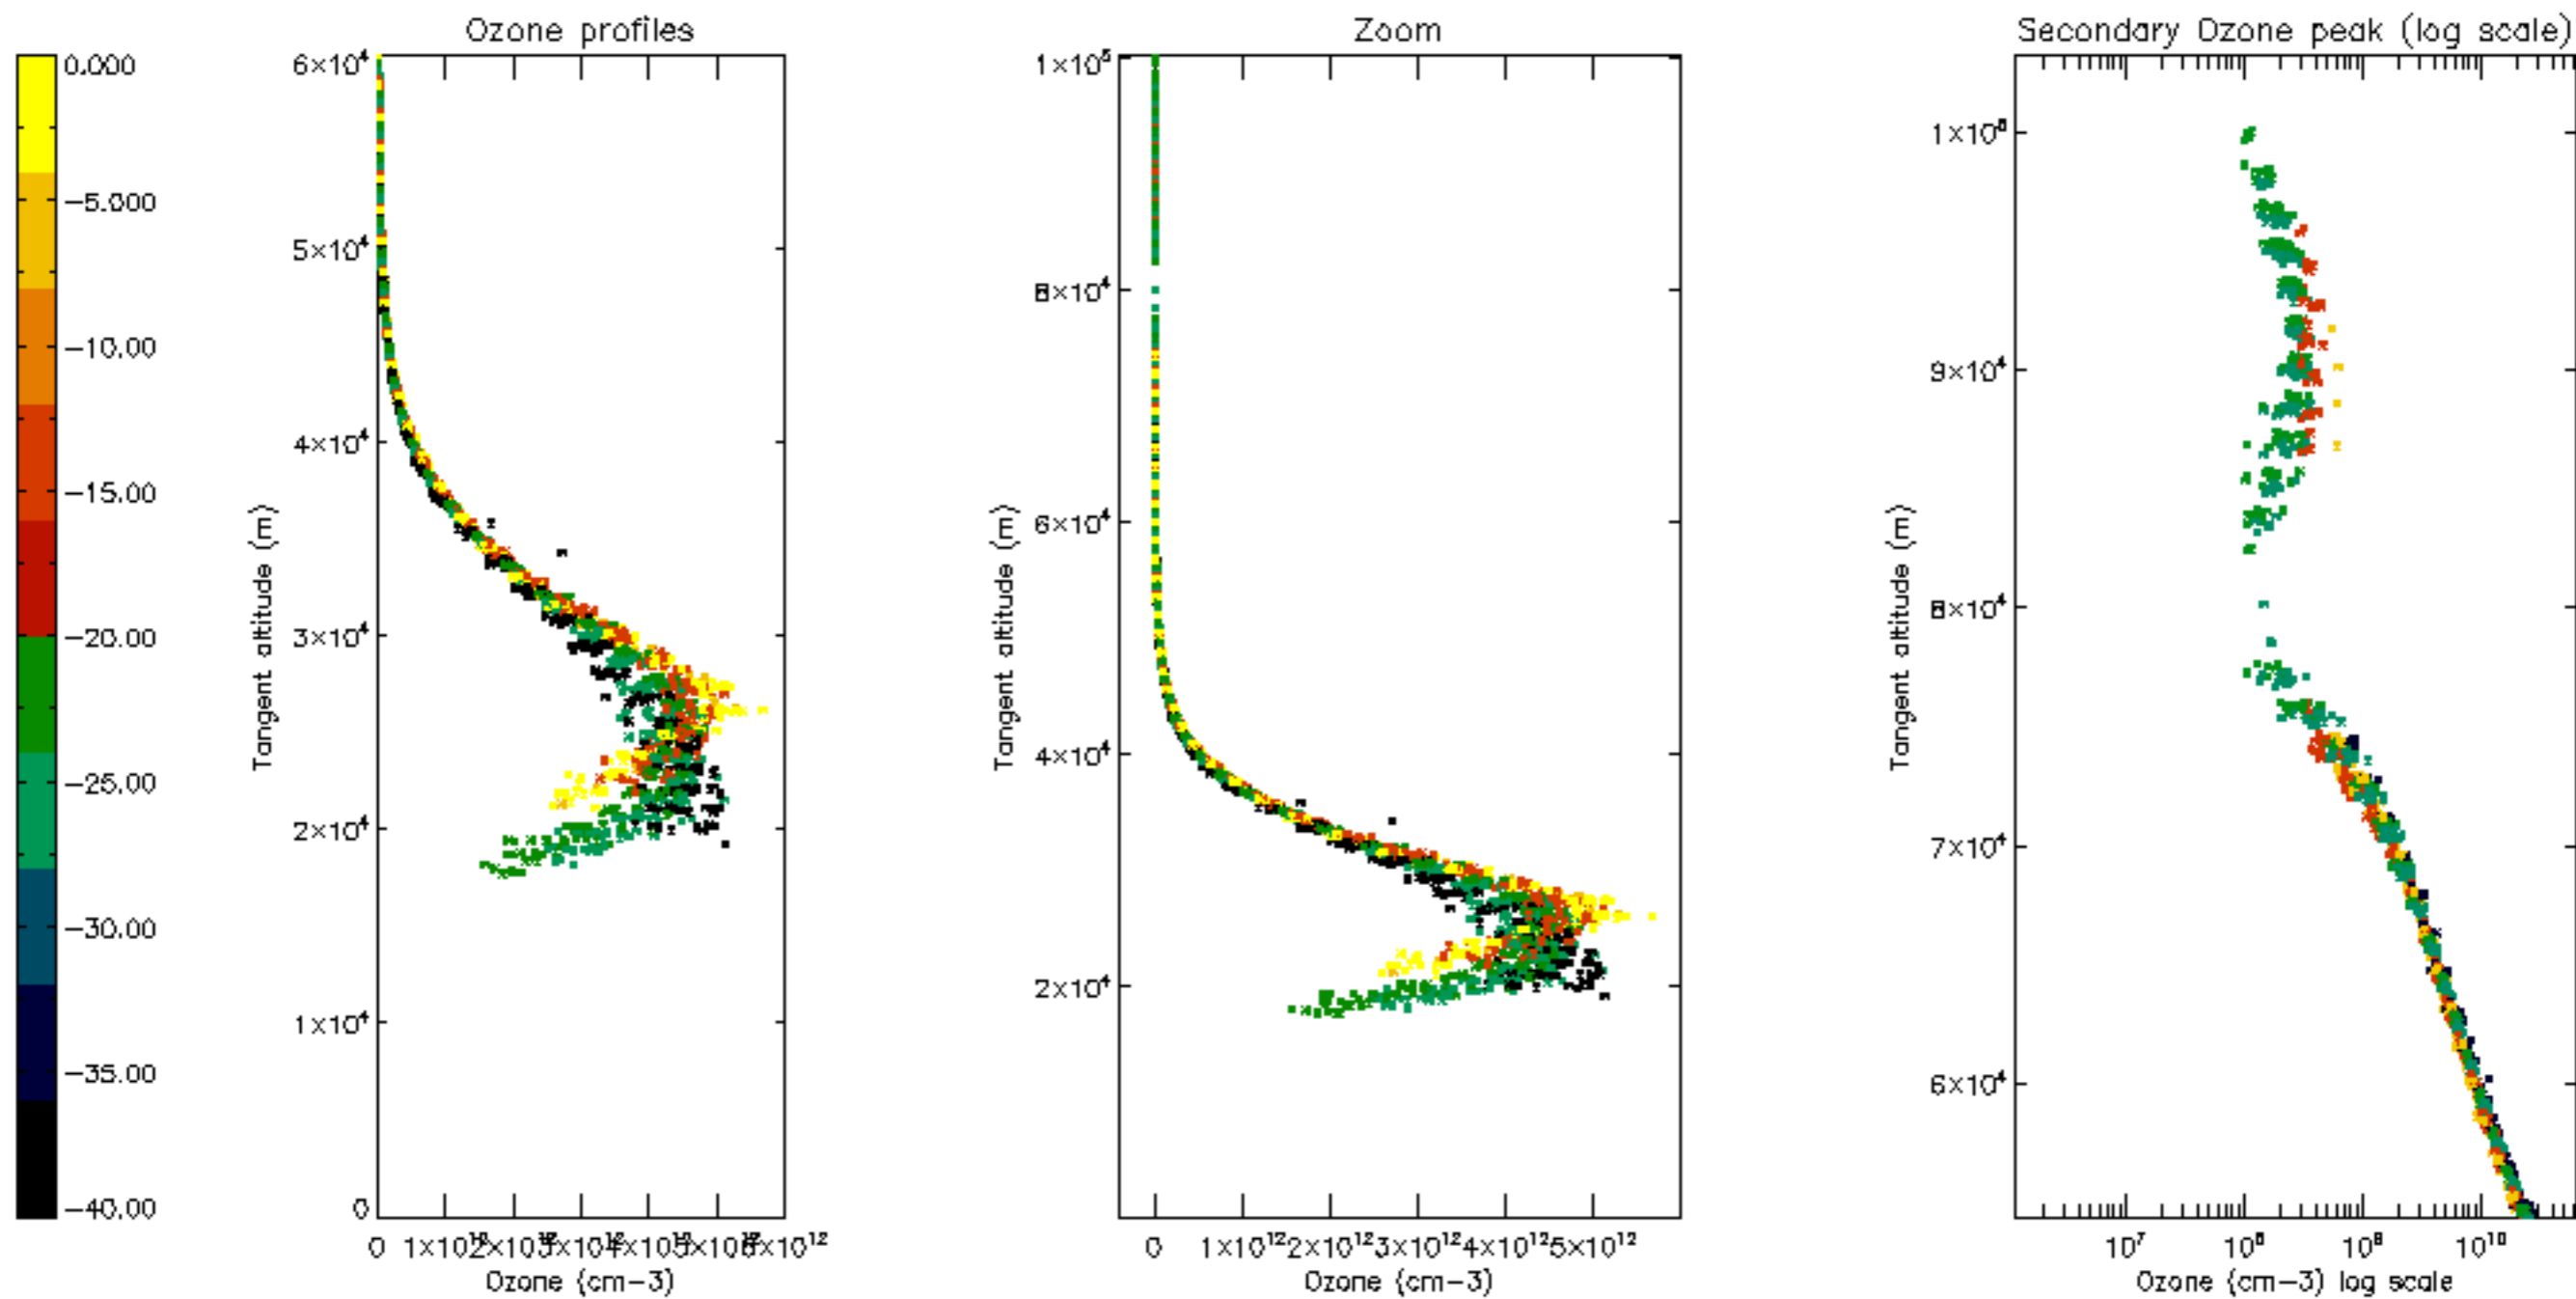 Ozone profiles
Zoom
Secondary Ozone peak (log scale)
0.000
−5.000
−10.00
−15.00
−20.00
−25.00
−30.00
−35.00
−40.00
6×10⁴
5×10⁴
4×10⁴
3×10⁴
2×10⁴
1×10⁴
0
Tangent altitude (m)
0
Ozone (cm−3)
1×10⁵
8×10⁴
6×10⁴
4×10⁴
2×10⁴
Tangent altitude (m)
0 1×10¹² 2×10¹² 3×10¹² 4×10¹² 5×10¹²
Ozone (cm−3)
9×10⁴
8×10⁴
7×10⁴
6×10⁴
Tangent altitude (m)
10⁷ 10⁸ 10⁹ 10¹⁰
Ozone (cm−3) log scale